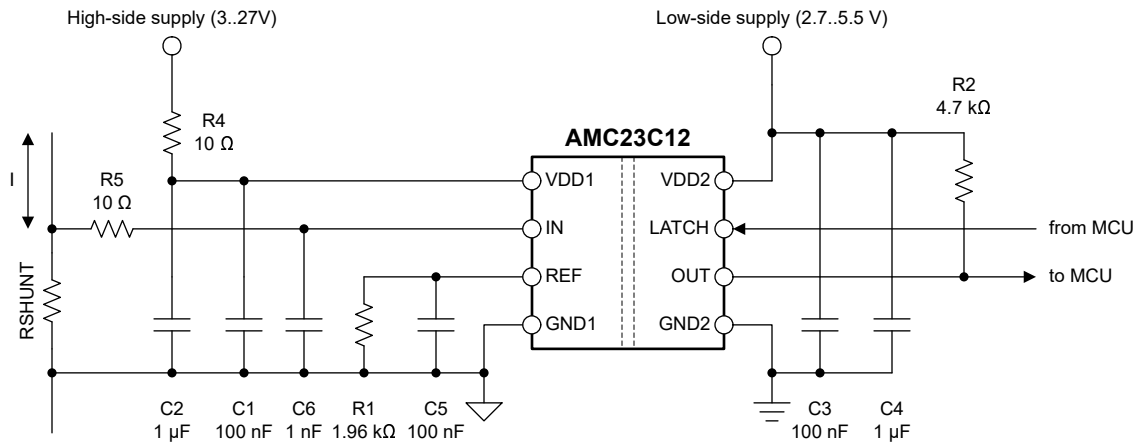 High-side supply (3..27V)
Low-side supply (2.7..5.5 V)
R2
4.7 kΩ
R4
10 Ω
AMC23C12
I
R5
10 Ω
VDD1
VDD2
IN
LATCH
from MCU
RSHUNT
REF
OUT
to MCU
GND1
GND2
C2
1 µF
C1
100 nF
C6
1 nF
R1
1.96 kΩ
C5
100 nF
C3
100 nF
C4
1 µF